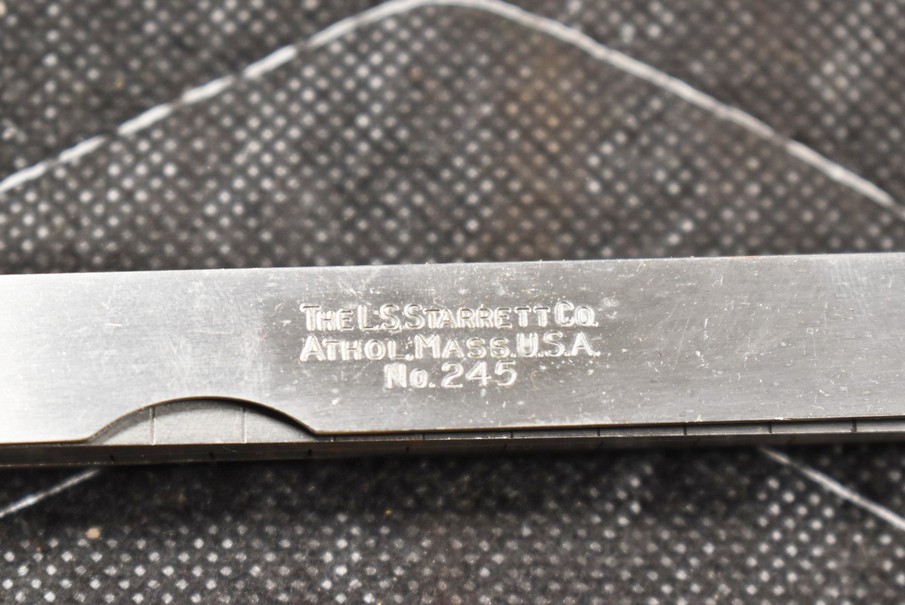 THE L.S. STARRETT CO.
ATHOL, MASS. U.S.A.
No. 245